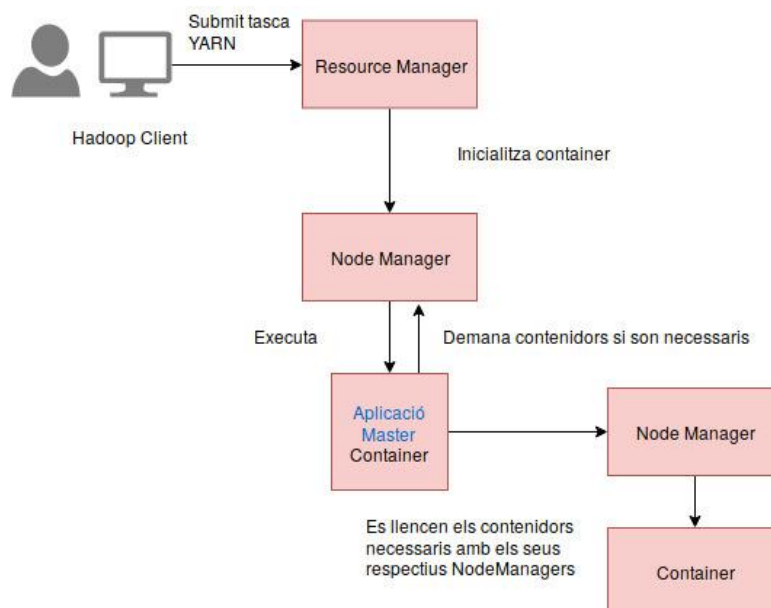 Submit tasca
YARN
Resource Manager
Hadoop Client
Inicialitza container
Node Manager
Executa
Demana contenidors si son necessaris
Aplicació
Master
Container
Node Manager
Es llencen els contenidors
necessaris amb els seus
respectius NodeManagers
Container